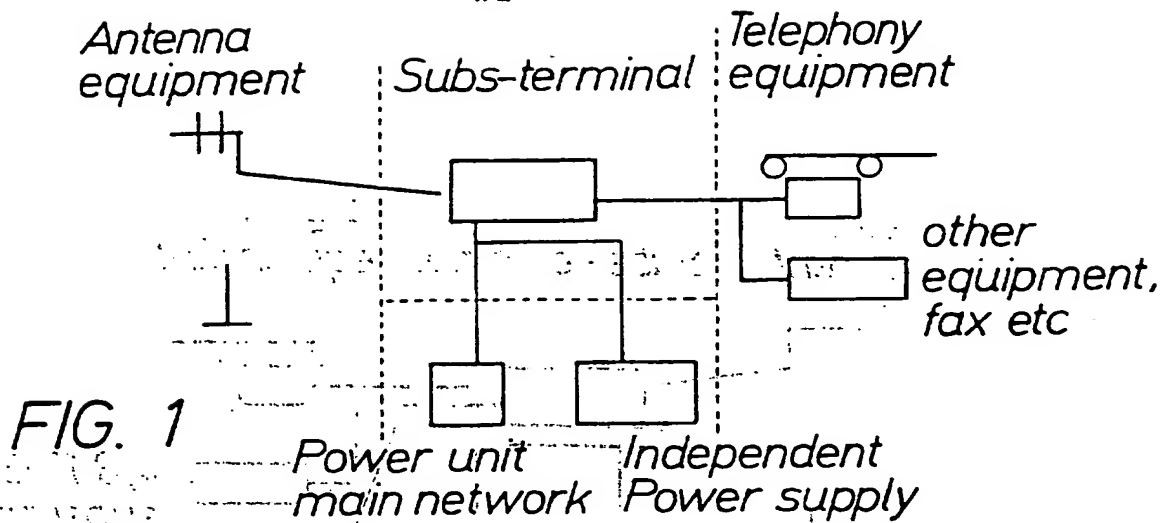 Antenna
equipment
Subs-terminal
Telephony
equipment
other
equipment,
fax etc
FIG. 1
Power unit
main network
Independent
Power supply